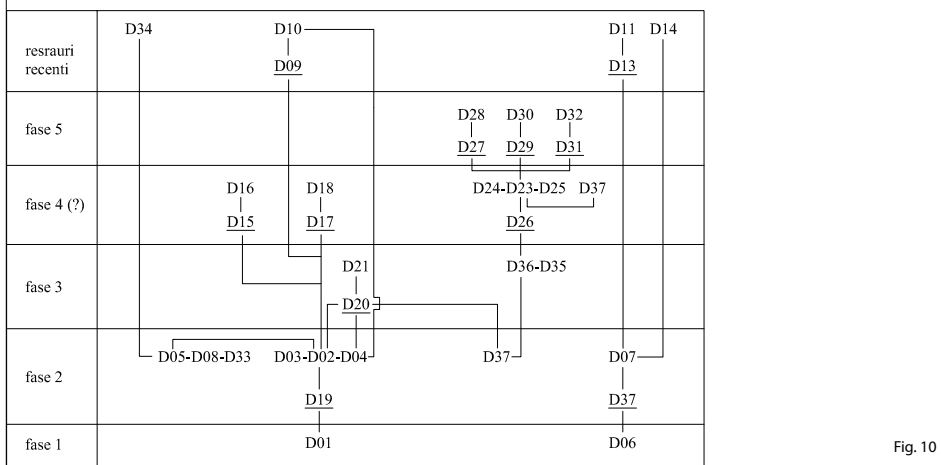 D34 D10 D11 D14
resrauri
recenti
D09 D13
D28 D30 D32
fase 5
D27 D29 D31
D16 D18 D24-D23-D25 D37
fase 4 (?)
D15 D17 D26
D21 D36-D35
fase 3
D20
D05-D08-D33 D03-D02-D04 D37 D07
fase 2
D19 D37
fase 1 D01 D06
Fig. 10